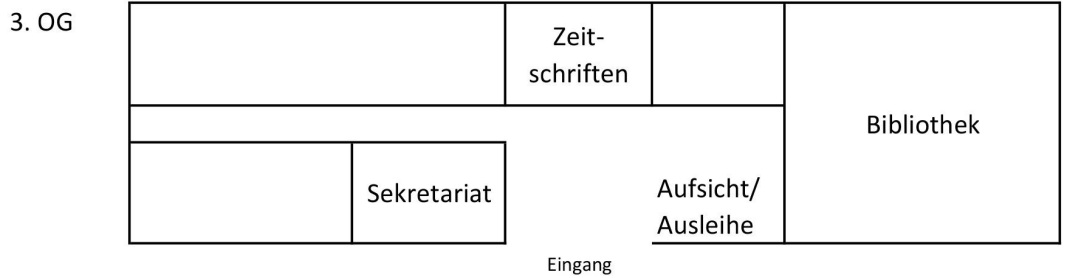 3. OG
Zeit-
schriften
Bibliothek
Sekretariat
Aufsicht/
Ausleihe
Eingang